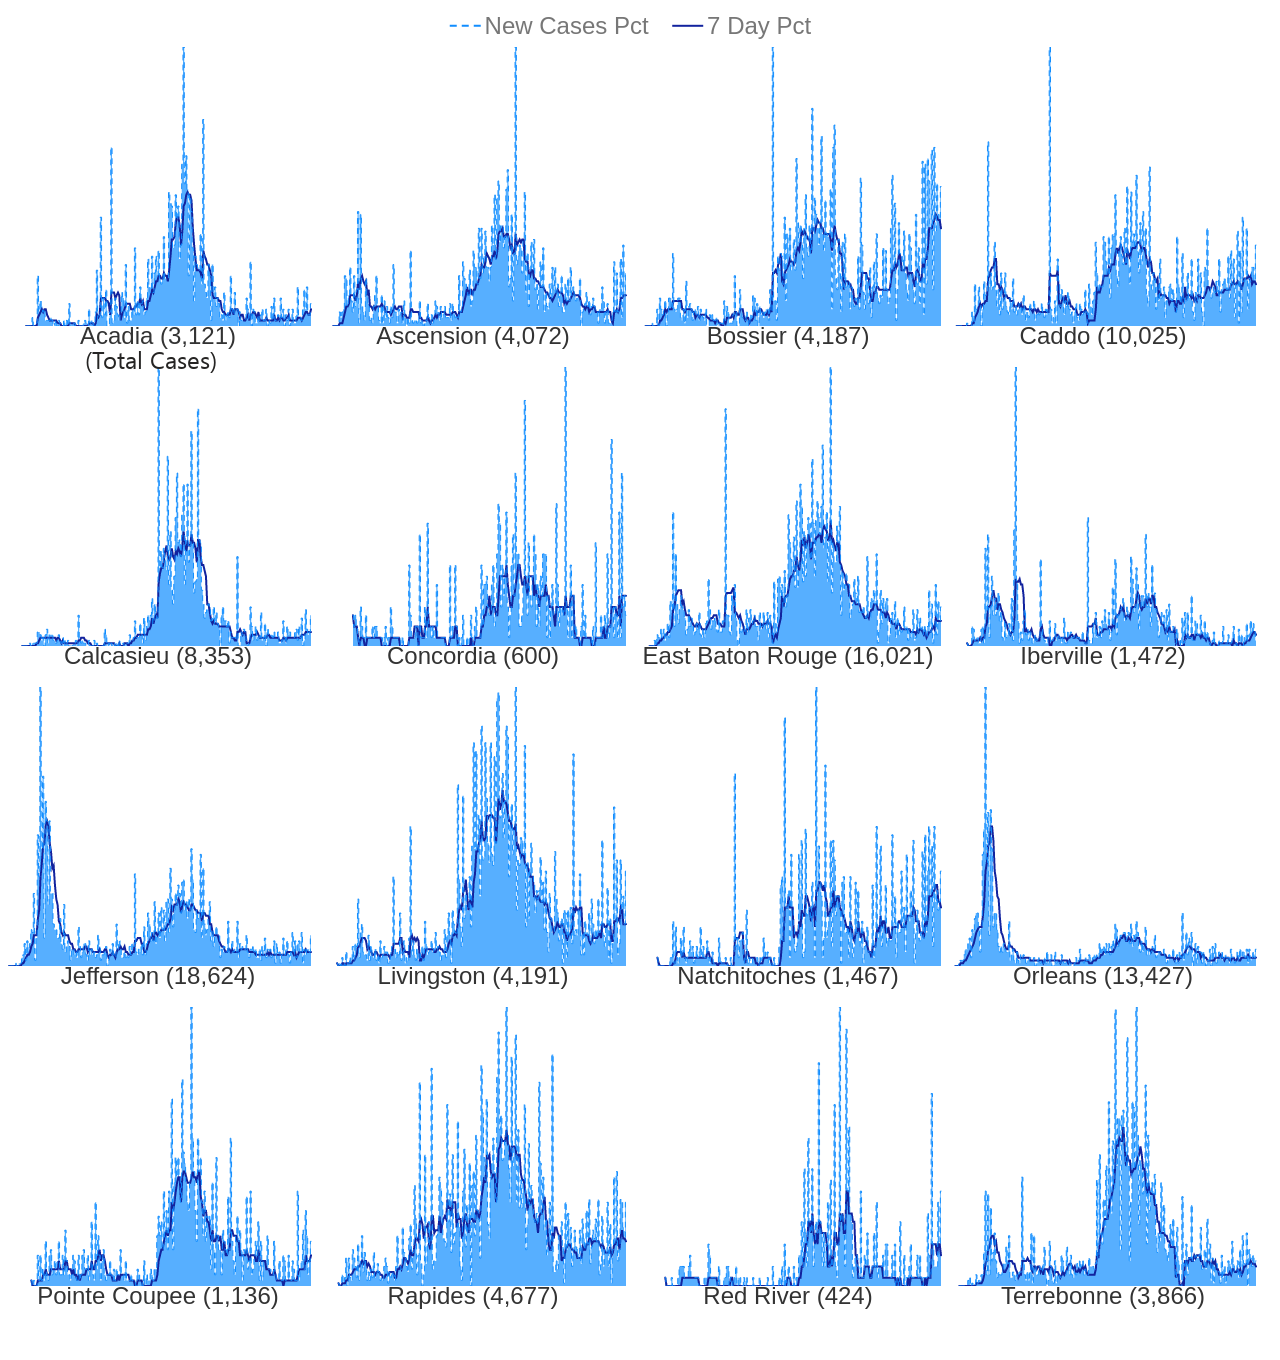 New Cases Pct 7 Day Pct
Acadia (3,121) Ascension (4,072) Bossier (4,187) Caddo (10,025)
(Total Cases)
Calcasieu (8,353) Concordia (600) East Baton Rouge (16,021) Iberville (1,472)
Jefferson (18,624) Livingston (4,191) Natchitoches (1,467) Orleans (13,427)
Pointe Coupee (1,136) Rapides (4,677) Red River (424) Terrebonne (3,866)